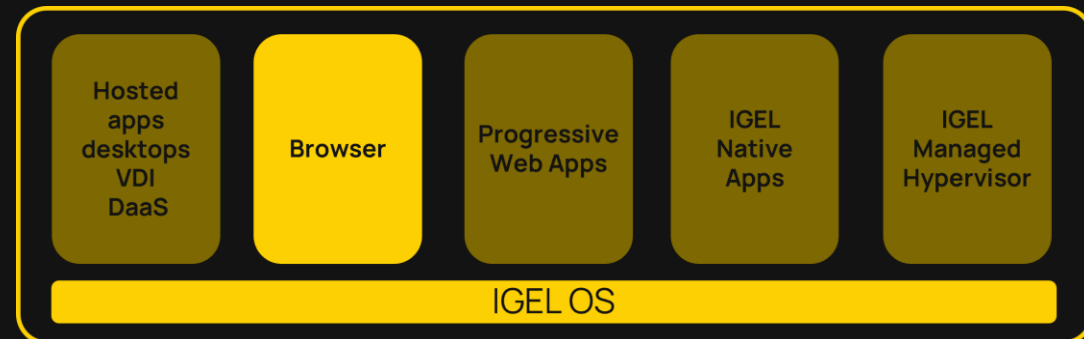 Hosted
apps
desktops
VDI
DaaS
Browser
Progressive
Web Apps
IGEL
Native
Apps
IGEL
Managed
Hypervisor
IGEL OS